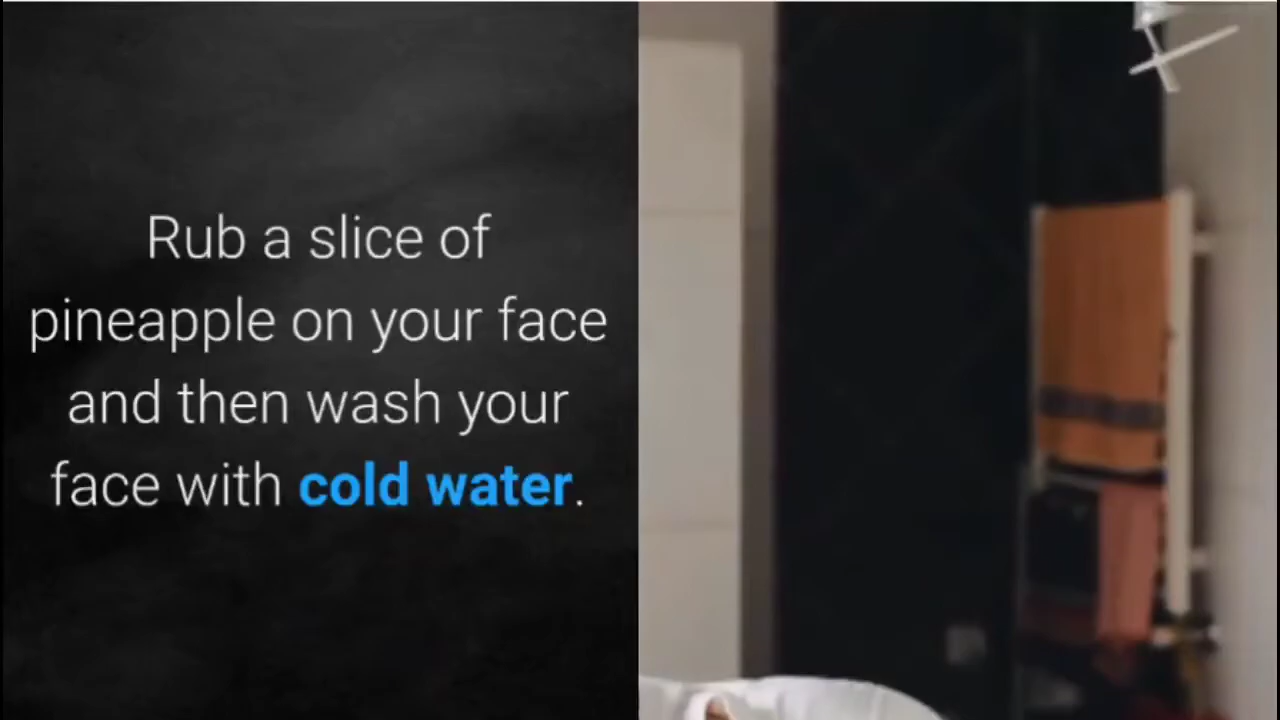 Rub a slice of
pineapple on your face
and then wash your
face with cold water.